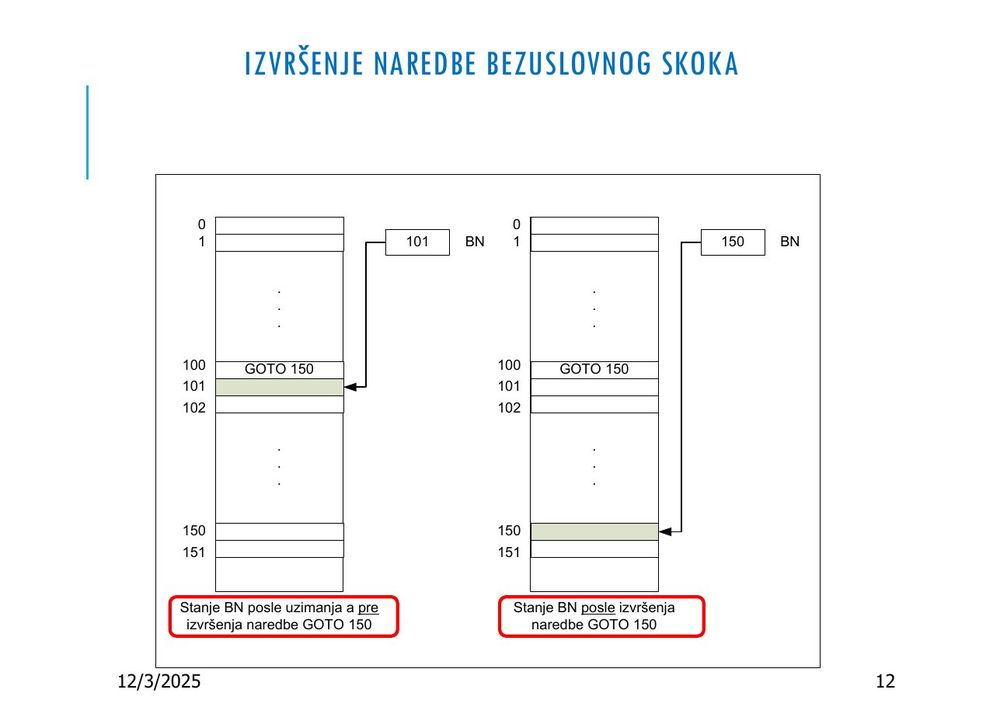 IZVRŠENJE NAREDBE BEZUSLOVNOG SKOKA
0
1
101 BN
.
.
.
100 GOTO 150
101
102
.
.
.
150
151
Stanje BN posle uzimanja a pre
izvršenja naredbe GOTO 150
0
1
150 BN
.
.
.
100 GOTO 150
101
102
.
.
.
150
151
Stanje BN posle izvršenja
naredbe GOTO 150
12/3/2025
12